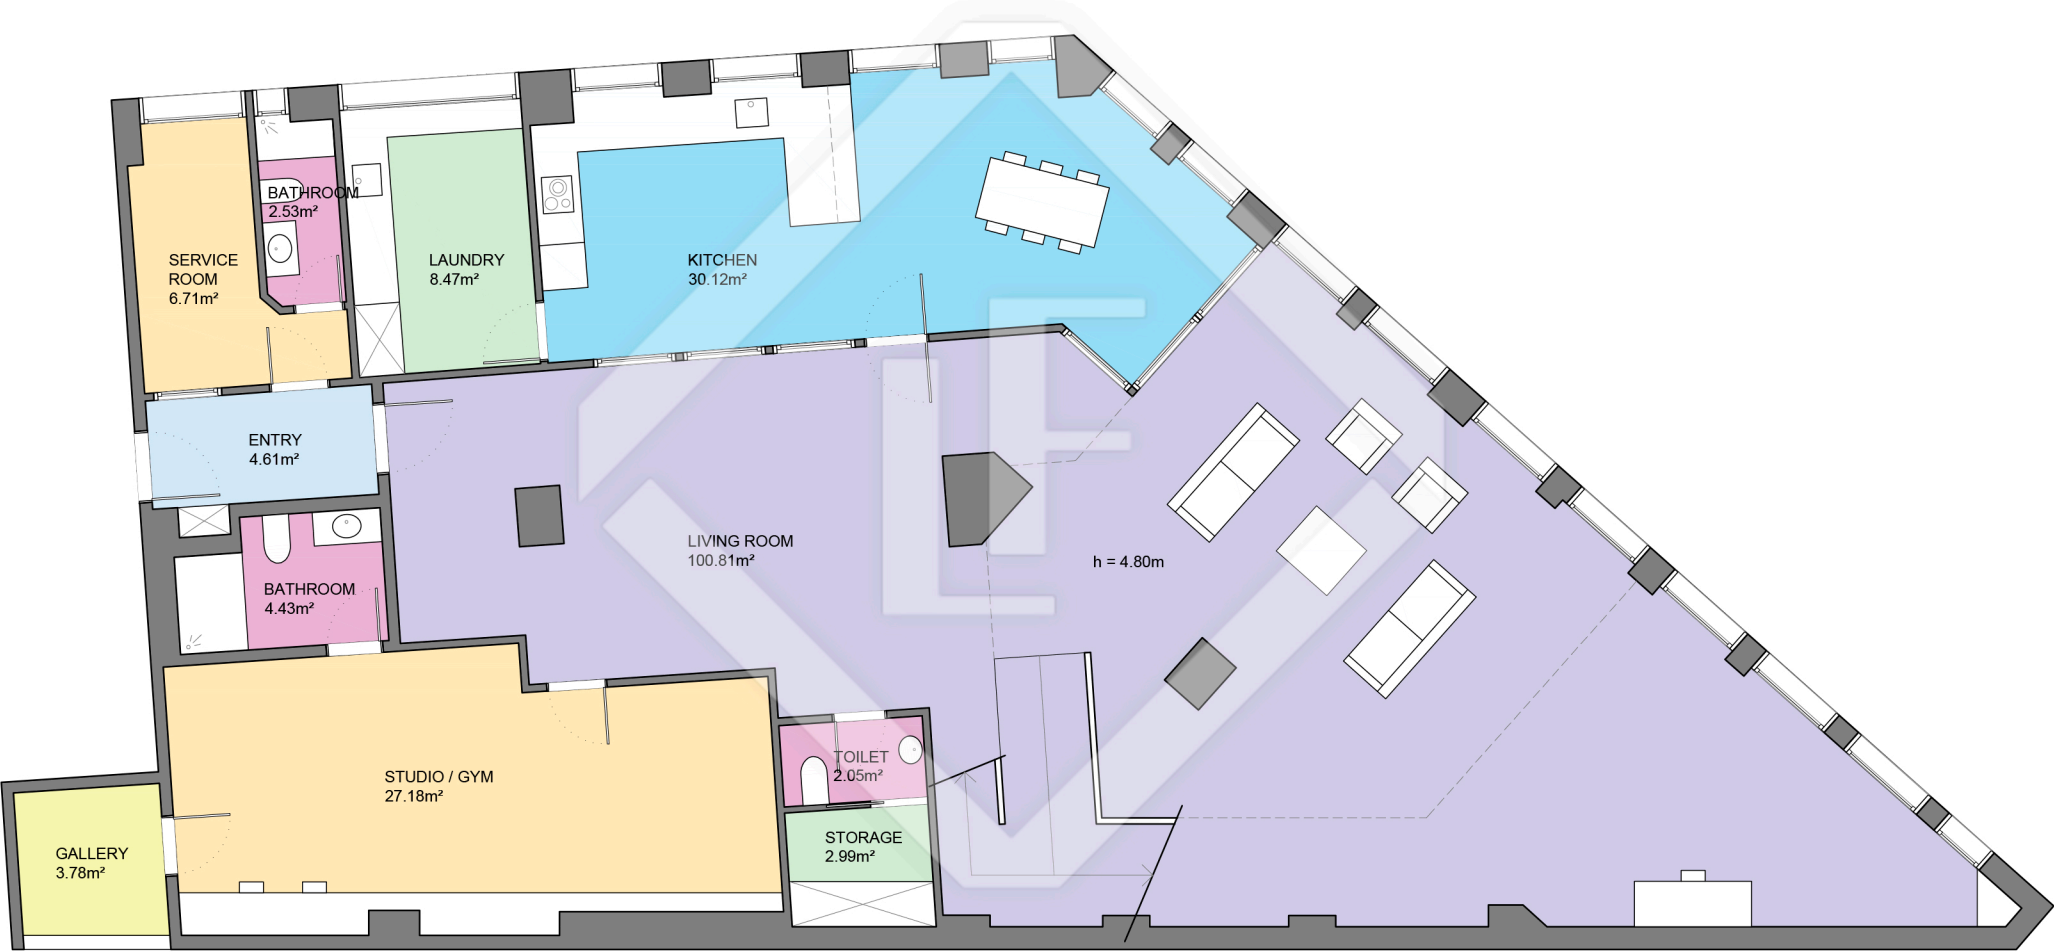 BATHROOM
2.53m²
SERVICE
ROOM
6.71m²
LAUNDRY
8.47m²
KITCHEN
30.12m²
ENTRY
4.61m²
LIVING ROOM
100.81m²
h = 4.80m
BATHROOM
4.43m²
STUDIO / GYM
27.18m²
TOILET
2.05m²
STORAGE
2.99m²
GALLERY
3.78m²